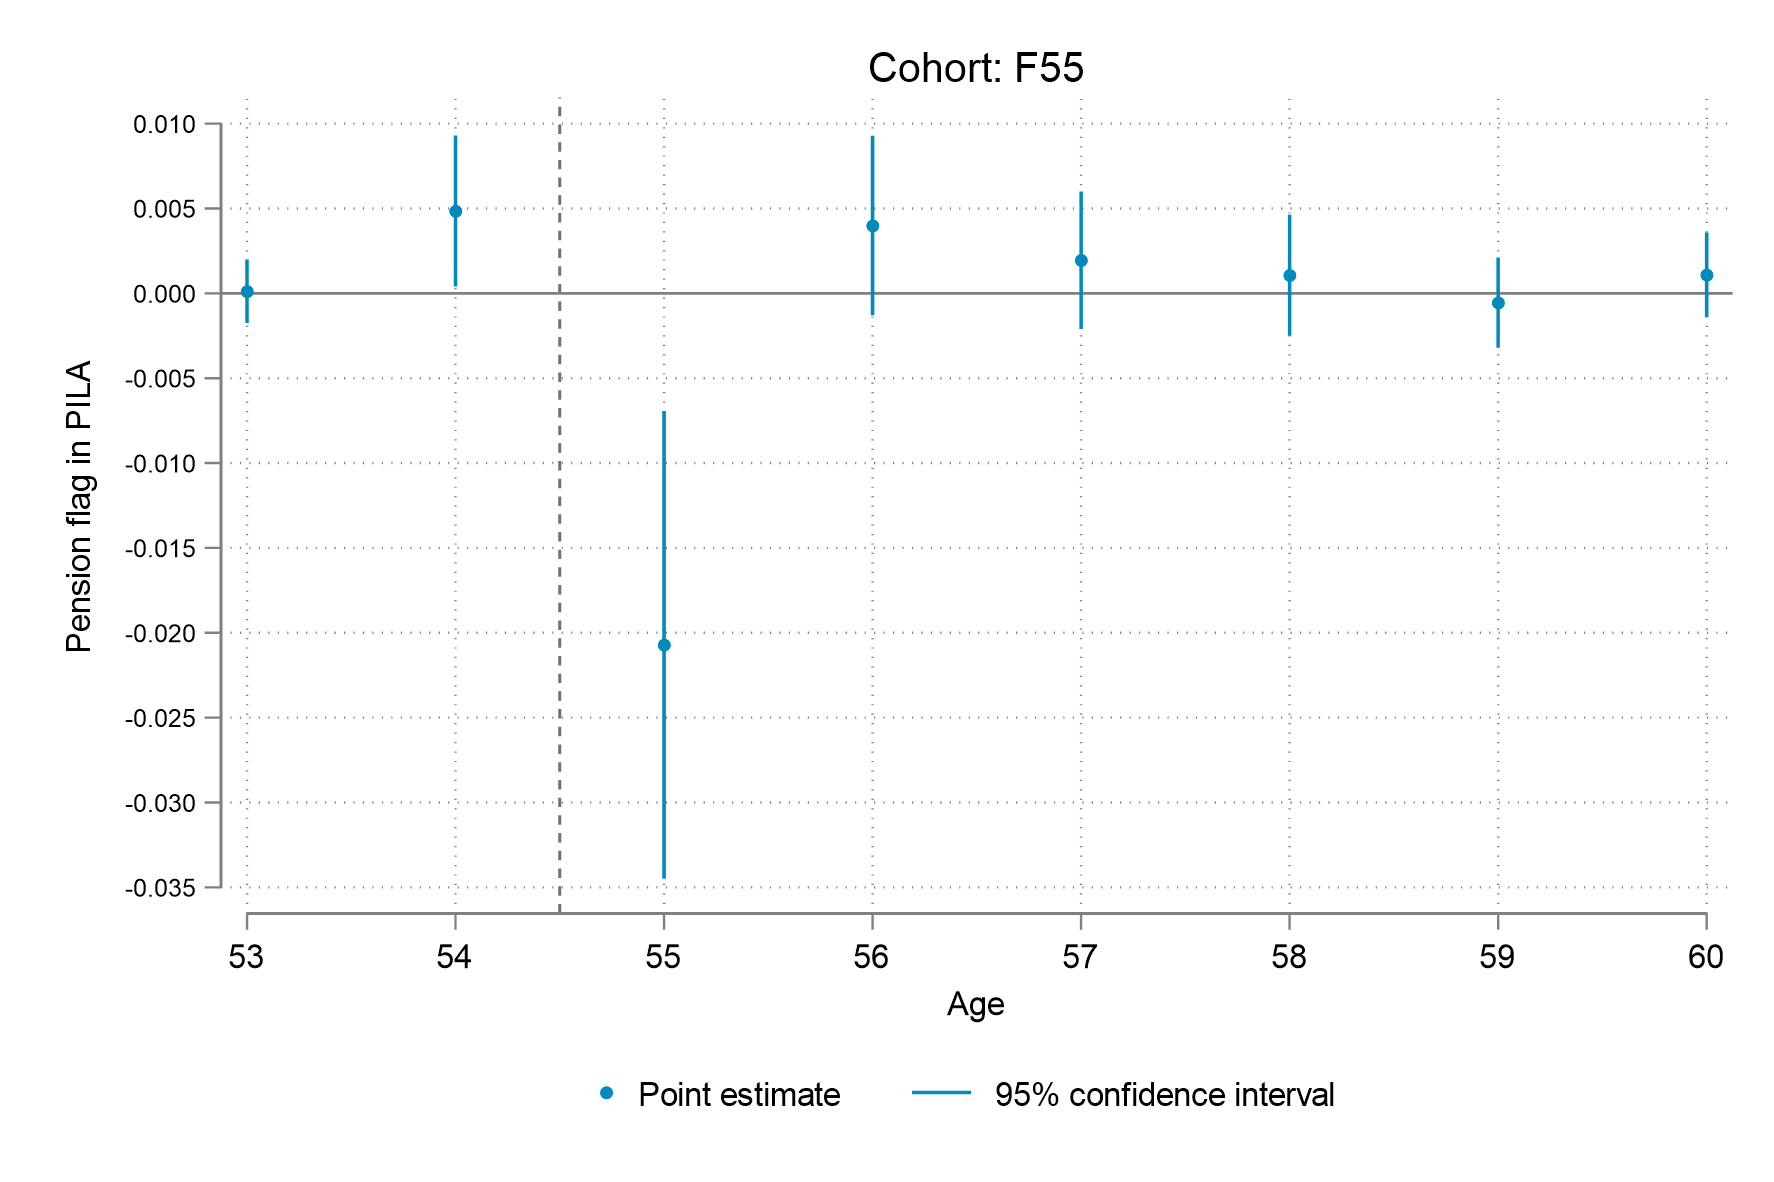 Cohort: F55
0.010
0.005
0.000
-0.005
-0.010
-0.015
-0.020
-0.025
-0.030
-0.035
Pension flag in PILA
53 54 55 56 57 58 59 60
Age
Point estimate 95% confidence interval